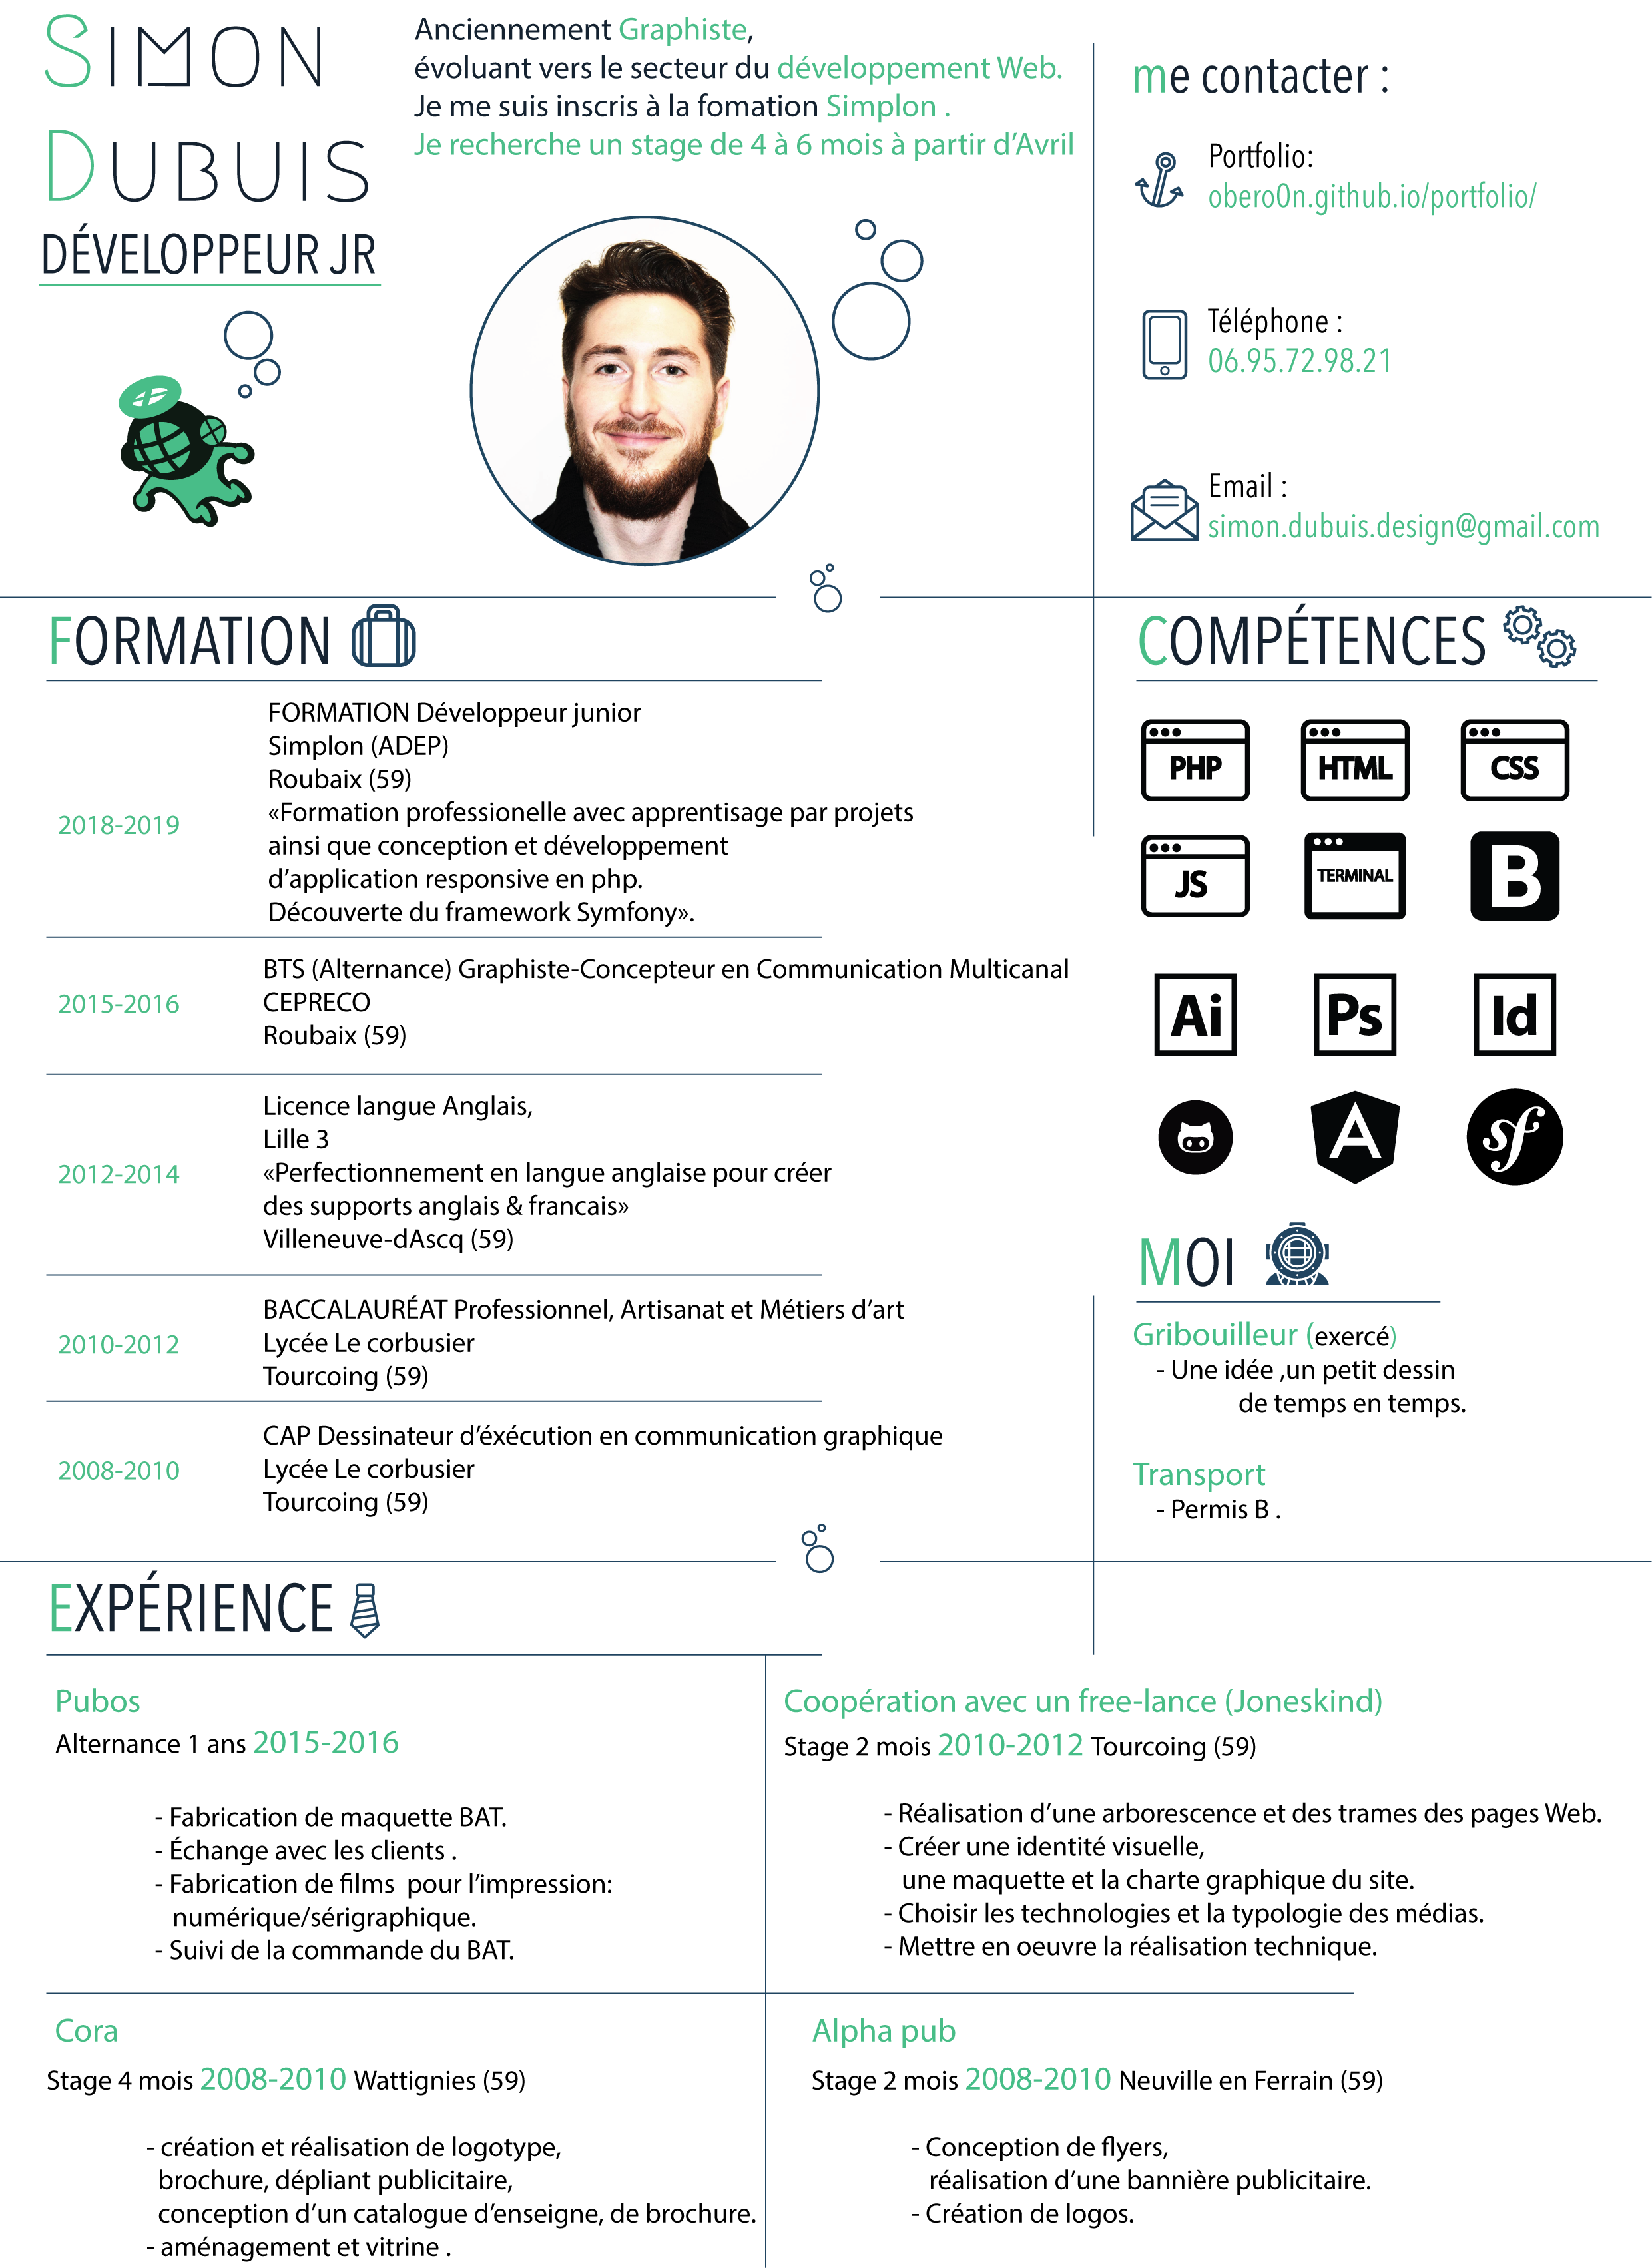 SIMON
DUBUIS
DÉVELOPPEUR JR
Anciennement Graphiste,
évoluant vers le secteur du développement Web.
Je me suis inscris à la fomation Simplon .
Je recherche un stage de 4 à 6 mois à partir d’Avril
me contacter :
Portfolio:
obero0n.github.io/portfolio/
Téléphone :
06.95.72.98.21
Email :
simon.dubuis.design@gmail.com
FORMATION
2018-2019
FORMATION Développeur junior
Simplon (ADEP)
Roubaix (59)
«Formation professionelle avec apprentisage par projets
ainsi que conception et développement
d’application responsive en php.
Découverte du framework Symfony».
2015-2016
BTS (Alternance) Graphiste-Concepteur en Communication Multicanal
CEPRECO
Roubaix (59)
2012-2014
Licence langue Anglais,
Lille 3
«Perfectionnement en langue anglaise pour créer
des supports anglais & francais»
Villeneuve-dAscq (59)
2010-2012
BACCALAURÉAT Professionnel, Artisanat et Métiers d’art
Lycée Le corbusier
Tourcoing (59)
2008-2010
CAP Dessinateur d’éxécution en communication graphique
Lycée Le corbusier
Tourcoing (59)
COMPÉTENCES
PHP HTML CSS
JS TERMINAL B
Ai Ps Id
A sf
MOI
Gribouilleur (exercé)
- Une idée ,un petit dessin
de temps en temps.
Transport
- Permis B .
EXPÉRIENCE
Pubos
Alternance 1 ans 2015-2016
- Fabrication de maquette BAT.
- Échange avec les clients .
- Fabrication de films pour l’impression:
numérique/sérigraphique.
- Suivi de la commande du BAT.
Coopération avec un free-lance (Joneskind)
Stage 2 mois 2010-2012 Tourcoing (59)
- Réalisation d’une arborescence et des trames des pages Web.
- Créer une identité visuelle,
une maquette et la charte graphique du site.
- Choisir les technologies et la typologie des médias.
- Mettre en oeuvre la réalisation technique.
Cora
Stage 4 mois 2008-2010 Wattignies (59)
- création et réalisation de logotype,
brochure, dépliant publicitaire,
conception d’un catalogue d’enseigne, de brochure.
- aménagement et vitrine .
Alpha pub
Stage 2 mois 2008-2010 Neuville en Ferrain (59)
- Conception de flyers,
réalisation d’une bannière publicitaire.
- Création de logos.